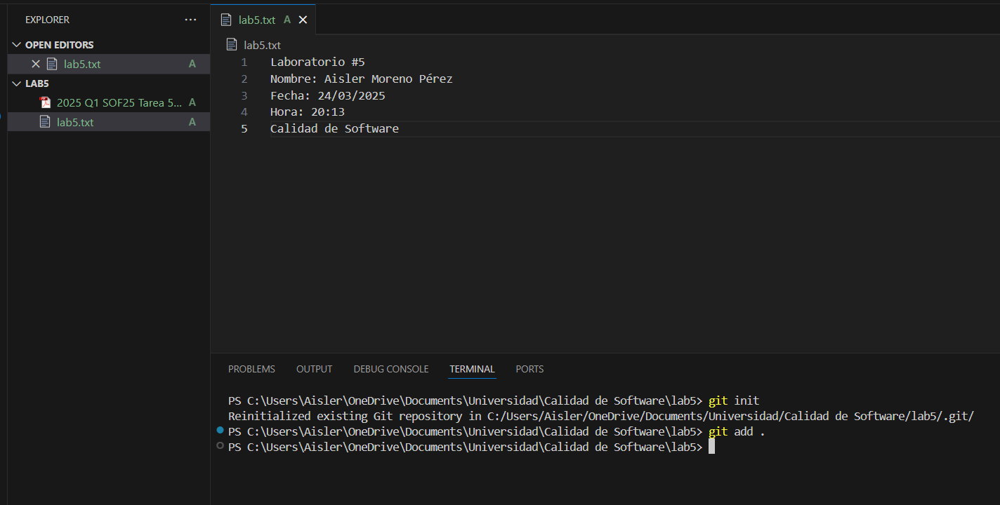 EXPLORER
···
OPEN EDITORS
lab5.txt A
LAB5
2025 Q1 SOF25 Tarea 5... A
lab5.txt A
lab5.txt A
lab5.txt
1 Laboratorio #5
2 Nombre: Aisler Moreno Pérez
3 Fecha: 24/03/2025
4 Hora: 20:13
5 Calidad de Software
PROBLEMS OUTPUT DEBUG CONSOLE TERMINAL PORTS
PS C:\Users\Aisler\OneDrive\Documents\Universidad\Calidad de Software\lab5> git init
Reinitialized existing Git repository in C:/Users/Aisler/OneDrive/Documents/Universidad/Calidad de Software/lab5/.git/
PS C:\Users\Aisler\OneDrive\Documents\Universidad\Calidad de Software\lab5> git add .
PS C:\Users\Aisler\OneDrive\Documents\Universidad\Calidad de Software\lab5>